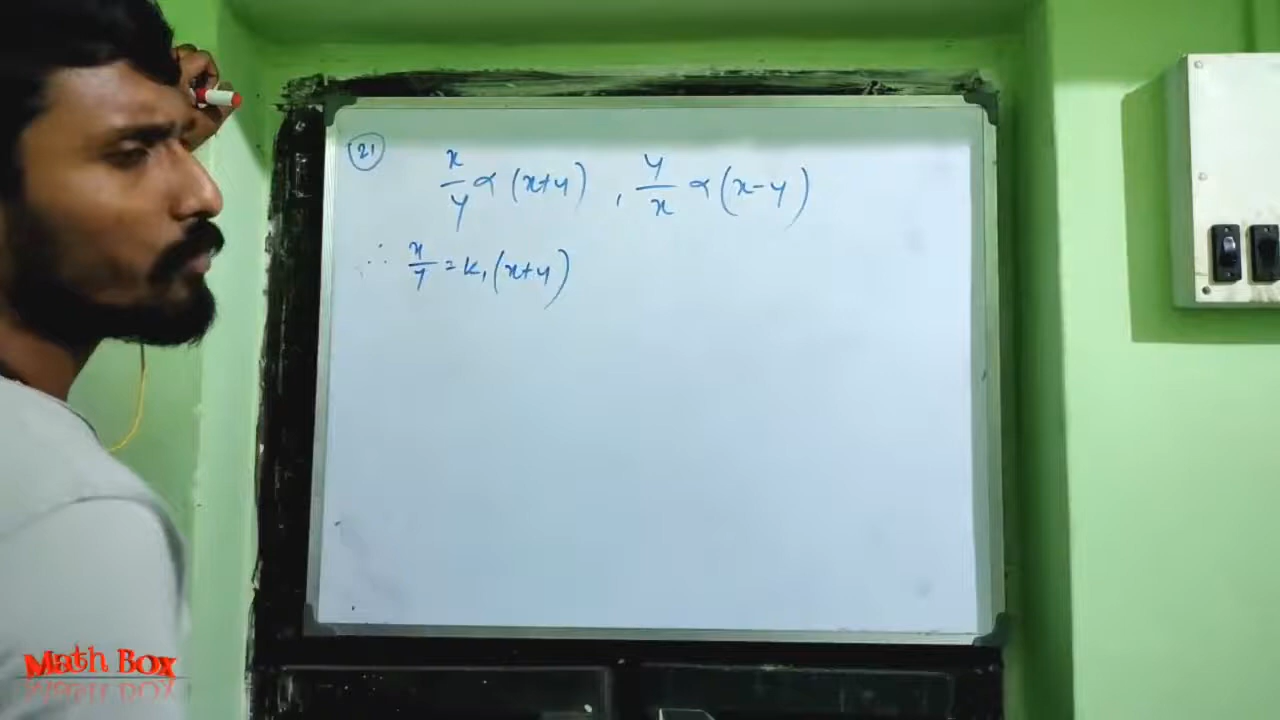 21
x/y ∝ (x+y) , y/x ∝ (x-y)
∴ x/y = k₁(x+y)
Math Box